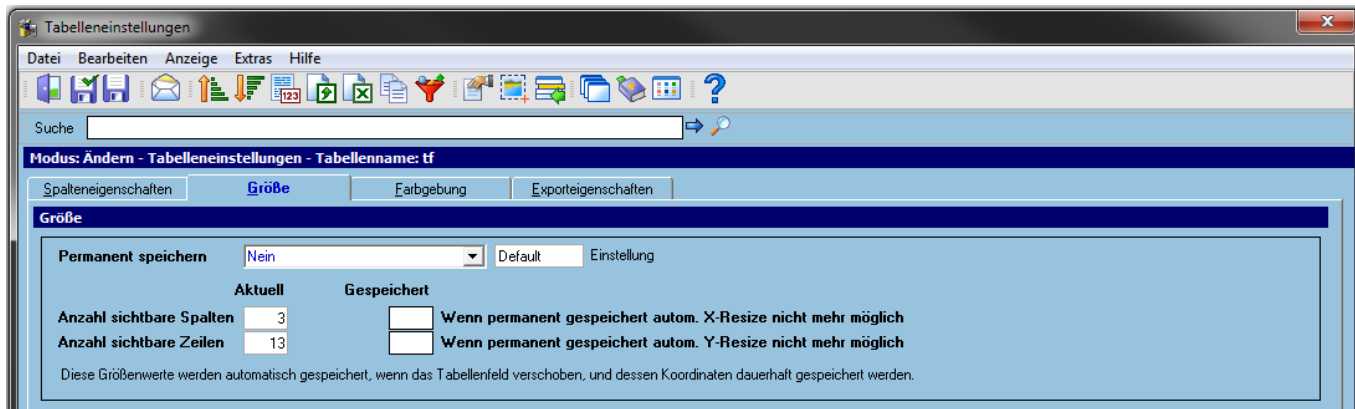 Tabelleneinstellungen
Datei Bearbeiten Anzeige Extras Hilfe
123
Suche
Modus: Ändern - Tabelleneinstellungen - Tabellenname: tf
Spalteneigenschaften Größe Farbgebung Exporteigenschaften
Größe
Permanent speichern Nein Default Einstellung
Aktuell Gespeichert
Anzahl sichtbare Spalten 3 Wenn permanent gespeichert autom. X-Resize nicht mehr möglich
Anzahl sichtbare Zeilen 13 Wenn permanent gespeichert autom. Y-Resize nicht mehr möglich
Diese Größenwerte werden automatisch gespeichert, wenn das Tabellenfeld verschoben, und dessen Koordinaten dauerhaft gespeichert werden.